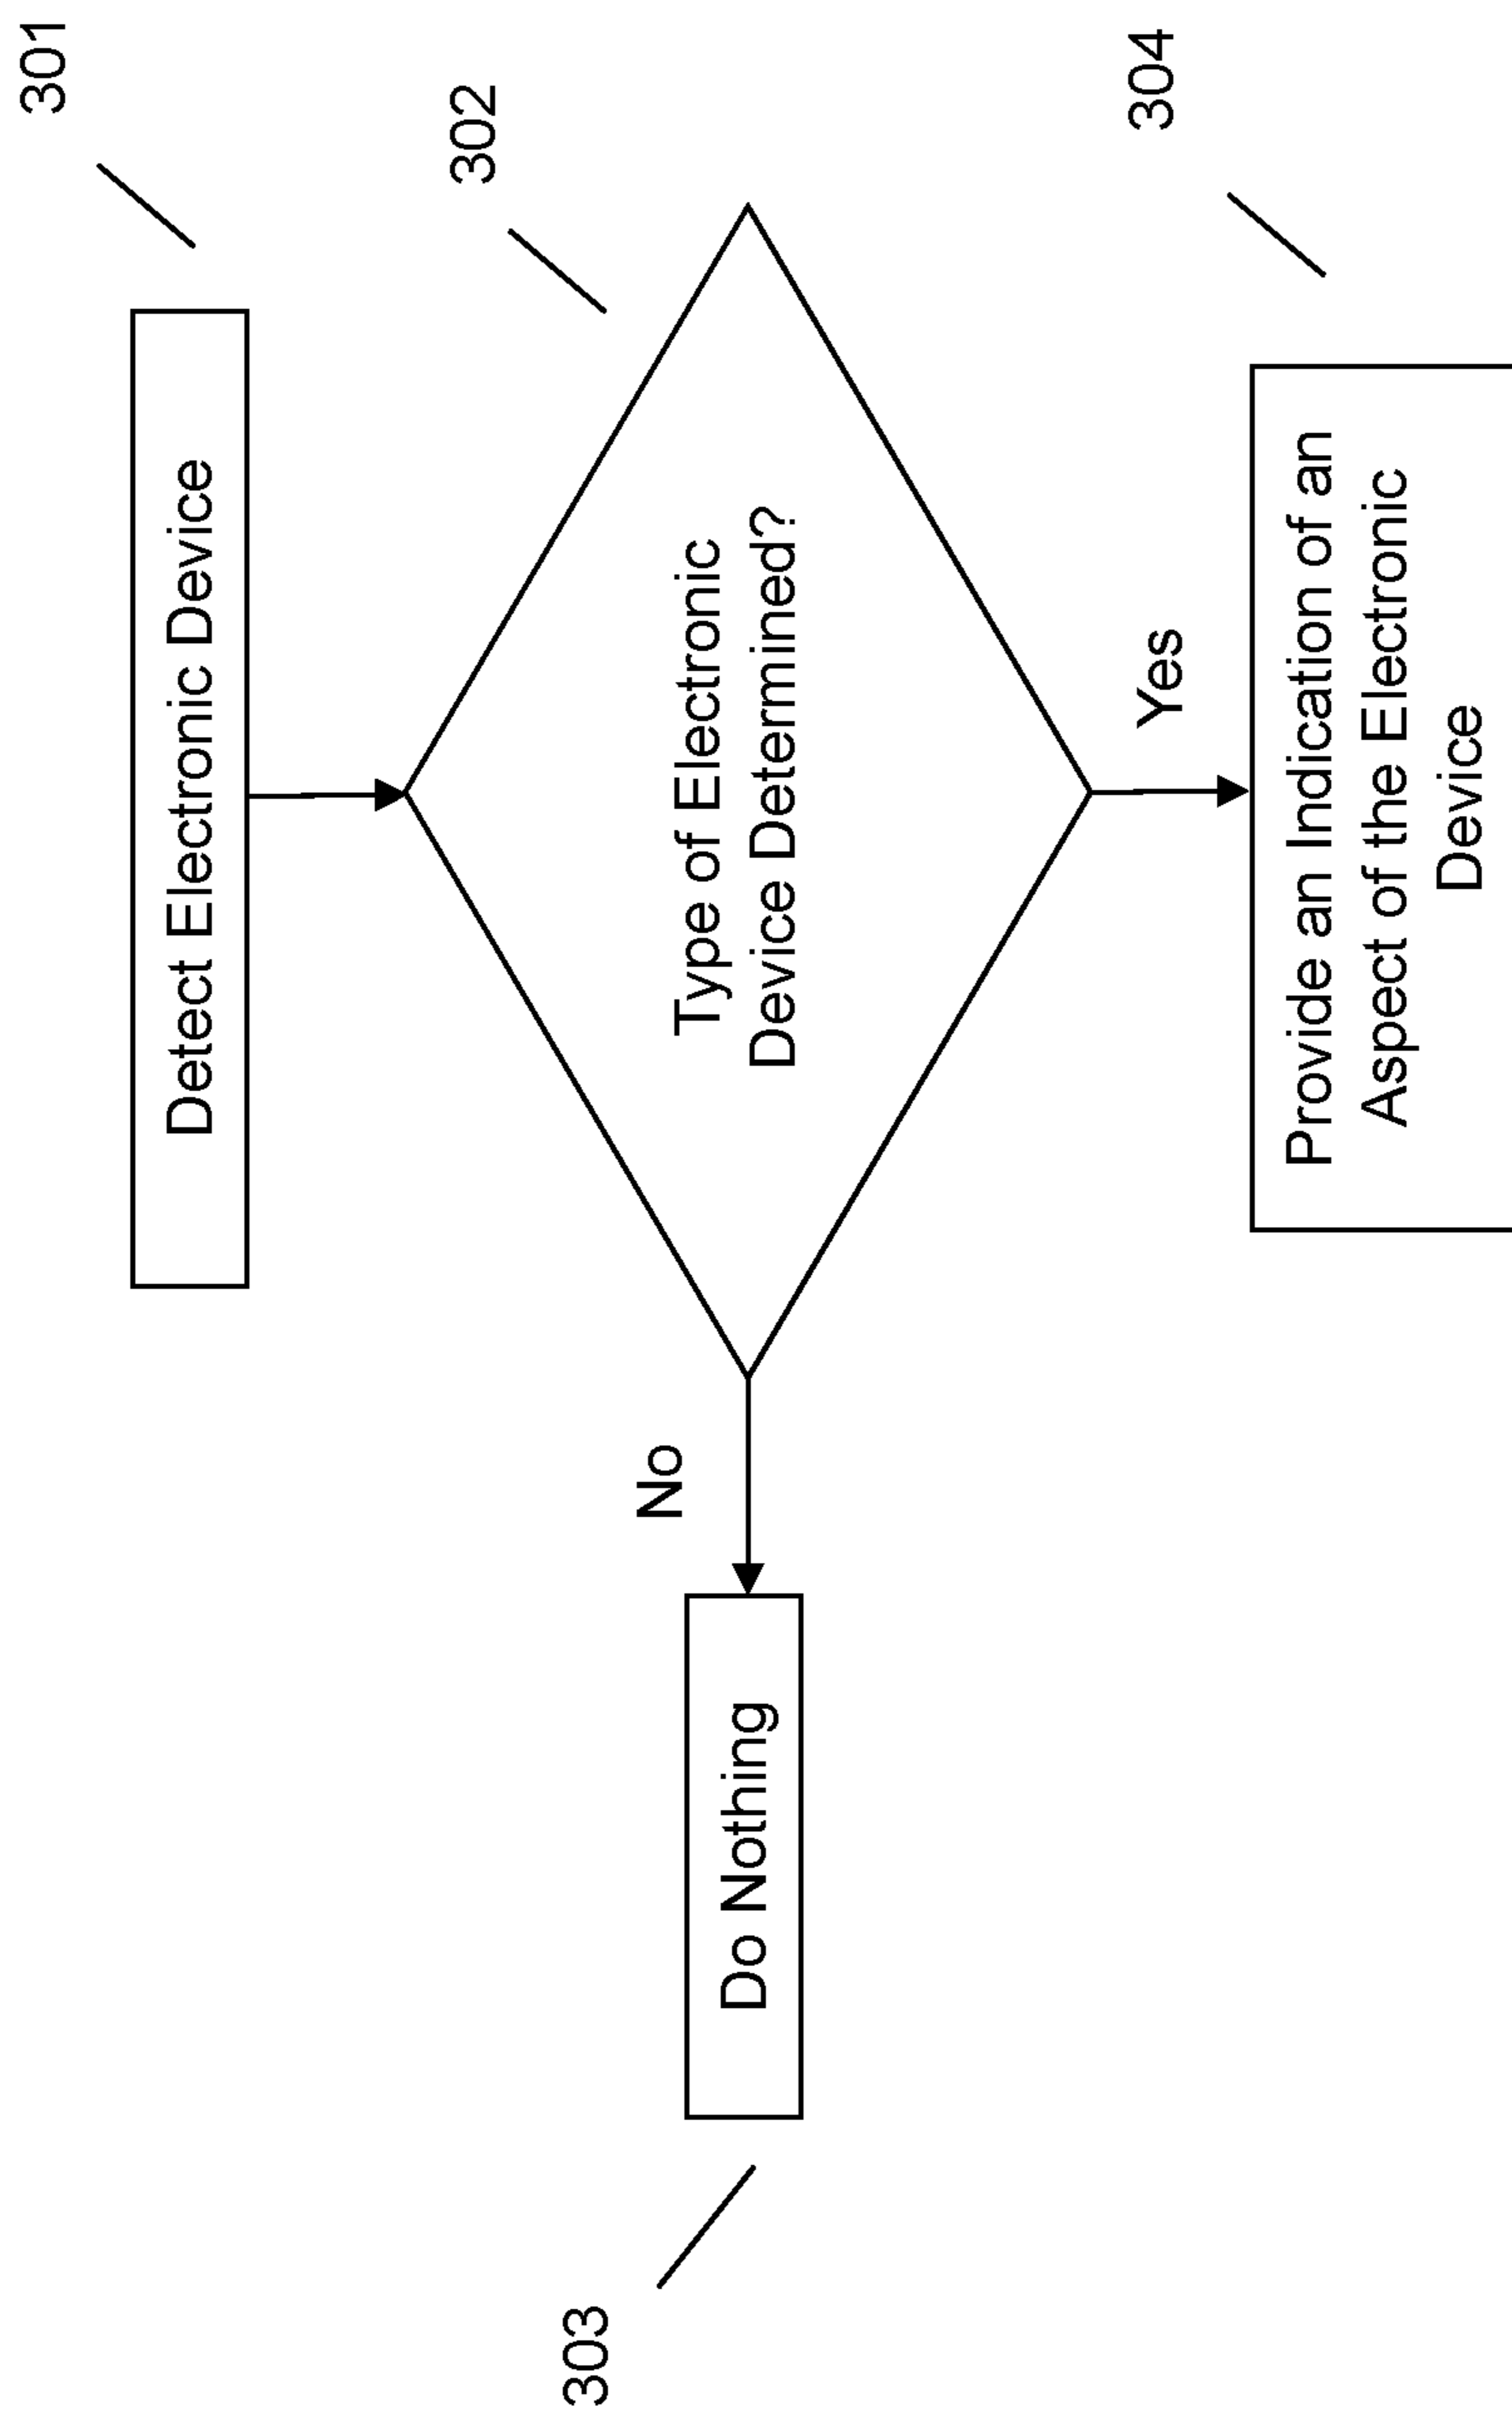 301
Detect Electronic Device
302
Type of Electronic
Device Determined?
No
Do Nothing
303
Yes
304
Provide an Indication of an
Aspect of the Electronic
Device